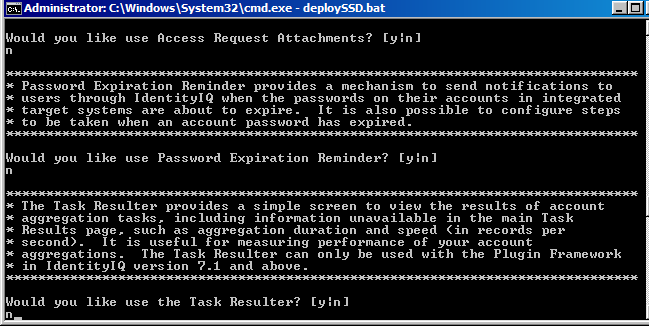 Administrator: C:\Windows\System32\cmd.exe - deploySSD.bat
Would you like use Access Request Attachments? [y|n]
n
*******************************************************************************
* Password Expiration Reminder provides a mechanism to send notifications to
* users through IdentityIQ when the passwords on their accounts in integrated
* target systems are about to expire.  It is also possible to configure steps
* to be taken when an account password has expired.
*******************************************************************************
Would you like use Password Expiration Reminder? [y|n]
n
*******************************************************************************
* The Task Resulter provides a simple screen to view the results of account
* aggregation tasks, including information unavailable in the main Task
* Results page, such as aggregation duration and speed (in records per
* second).  It is useful for measuring performance of your account
* aggregations.  The Task Resulter can only be used with the Plugin Framework
* in IdentityIQ version 7.1 and above.
*******************************************************************************
Would you like use the Task Resulter? [y|n]
n_